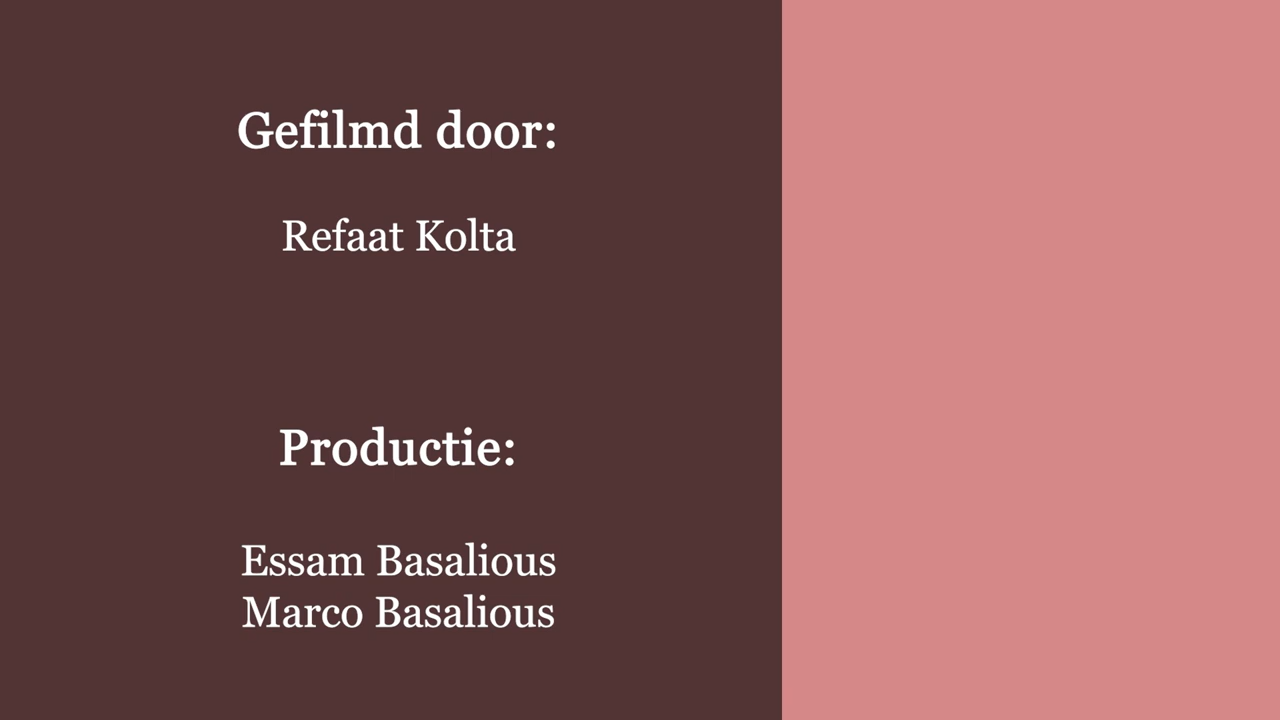 Gefilmd door:
Refaat Kolta
Productie:
Essam Basalious
Marco Basalious